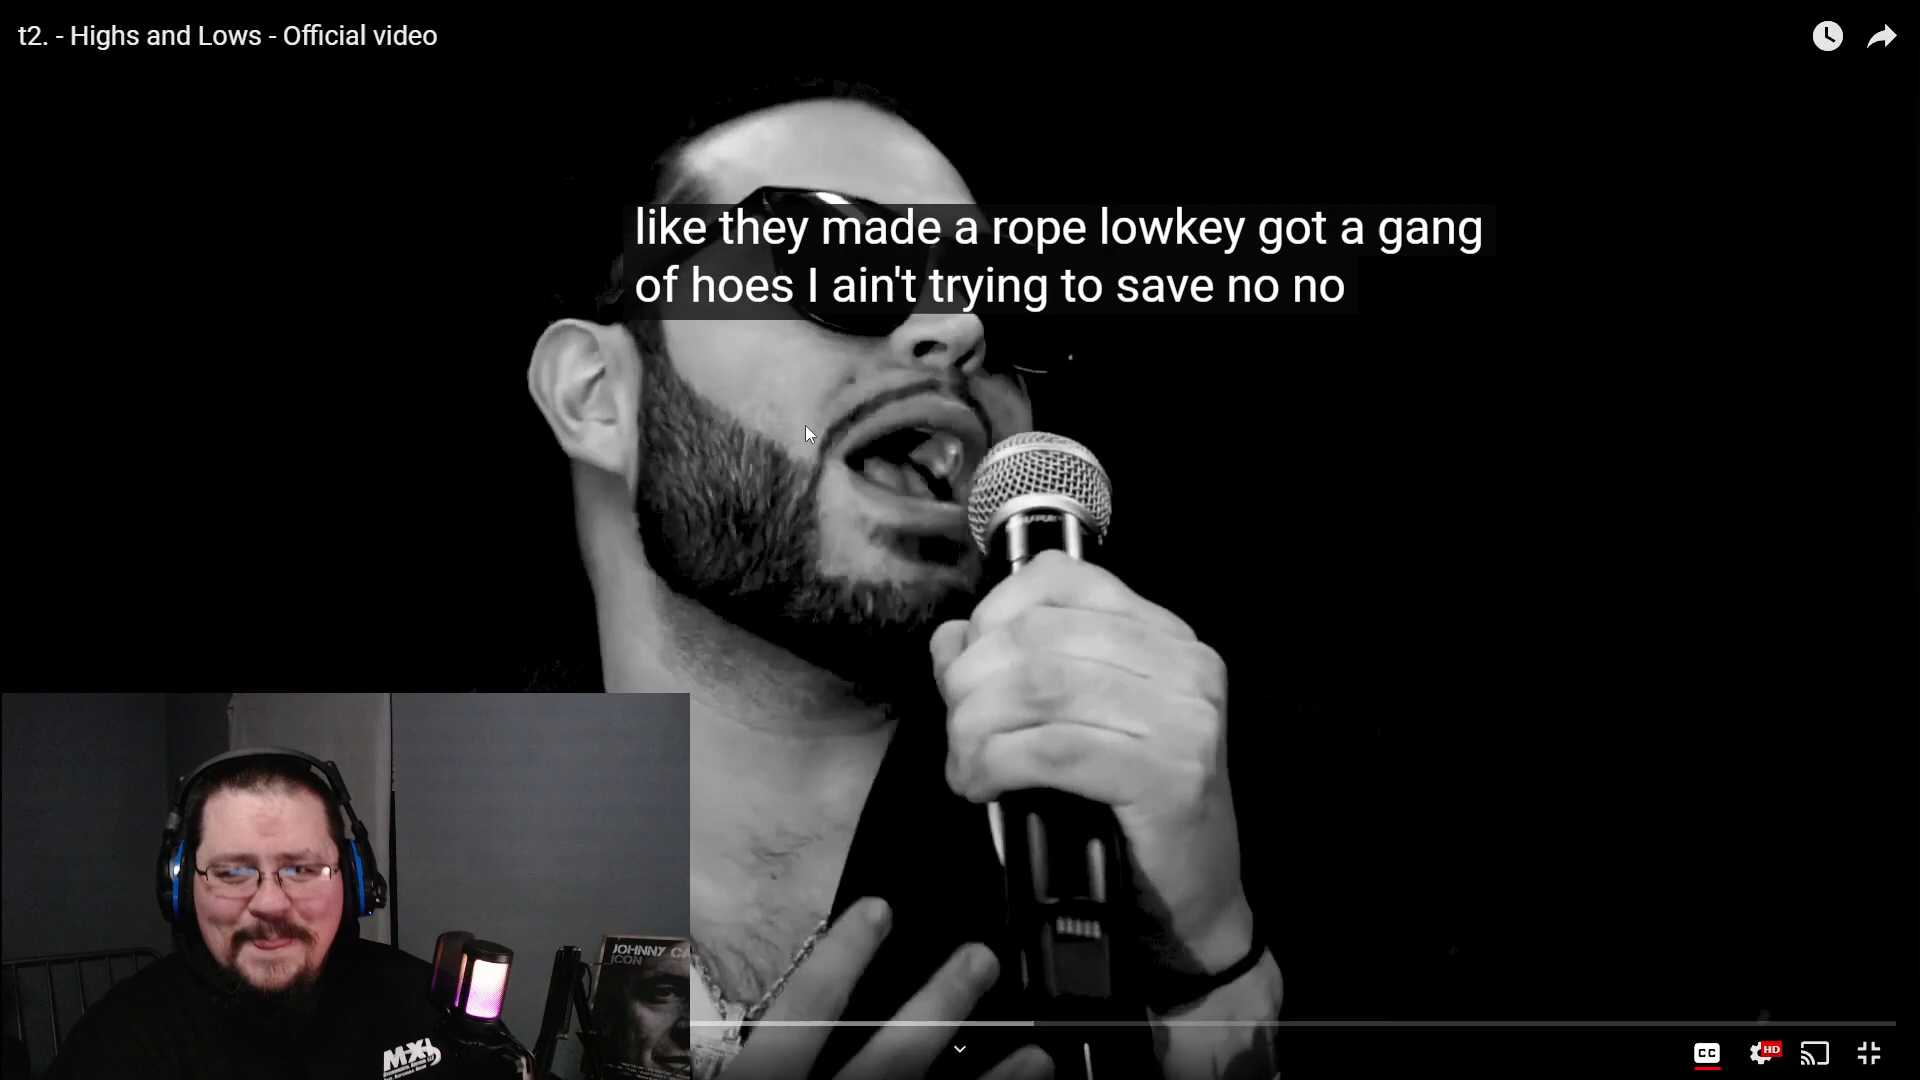 t2. - Highs and Lows - Official video
like they made a rope lowkey got a gang
of hoes I ain't trying to save no no
JOHNNY CA
ICON
MXJ
CC
HD